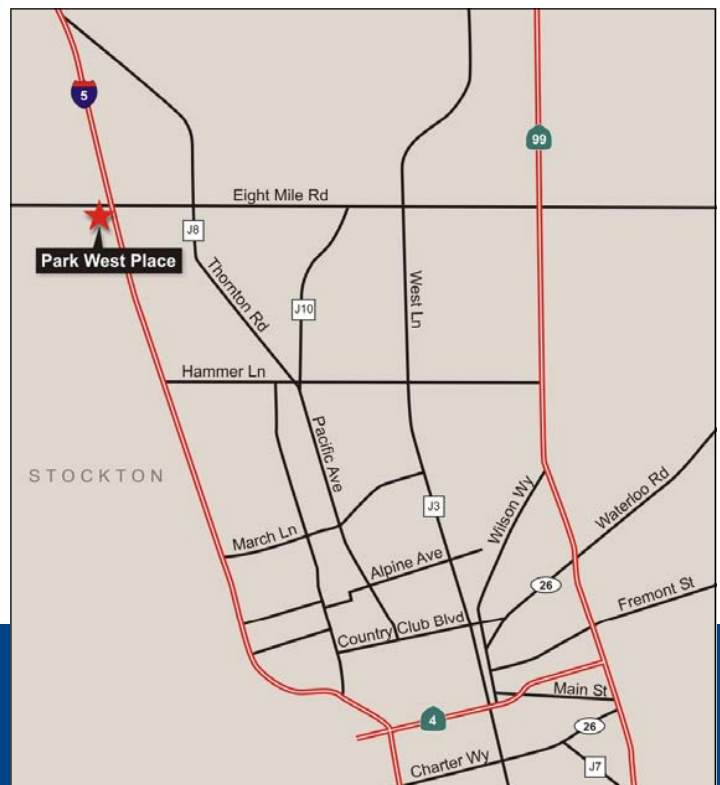 5
99
Eight Mile Rd
J8
Park West Place
Thornton Rd
J10
West Ln
Hammer Ln
Pacific Ave
STOCKTON
J3
Wilson Wy
Waterloo Rd
March Ln
Alpine Ave
26
Fremont St
Country Club Blvd
Main St
4
26
Charter Wy
J7